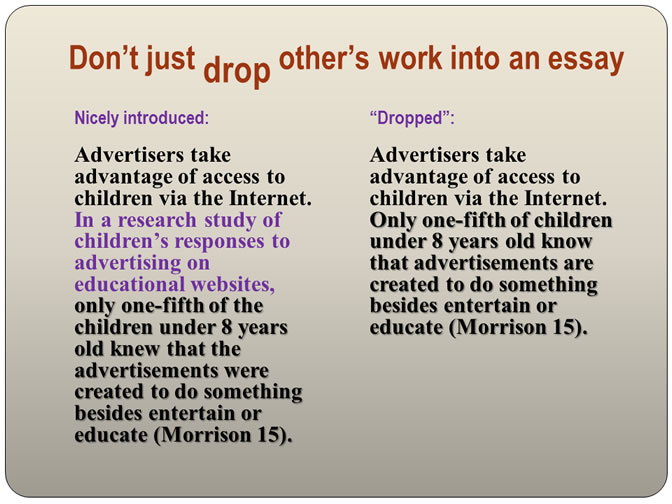 Don’t just drop other’s work into an essay
Nicely introduced:
Advertisers take
advantage of access to
children via the Internet.
In a research study of
children’s responses to
advertising on
educational websites,
only one-fifth of the
children under 8 years
old knew that the
advertisements were
created to do something
besides entertain or
educate (Morrison 15).
“Dropped”:
Advertisers take
advantage of access to
children via the Internet.
Only one-fifth of children
under 8 years old know
that advertisements are
created to do something
besides entertain or
educate (Morrison 15).